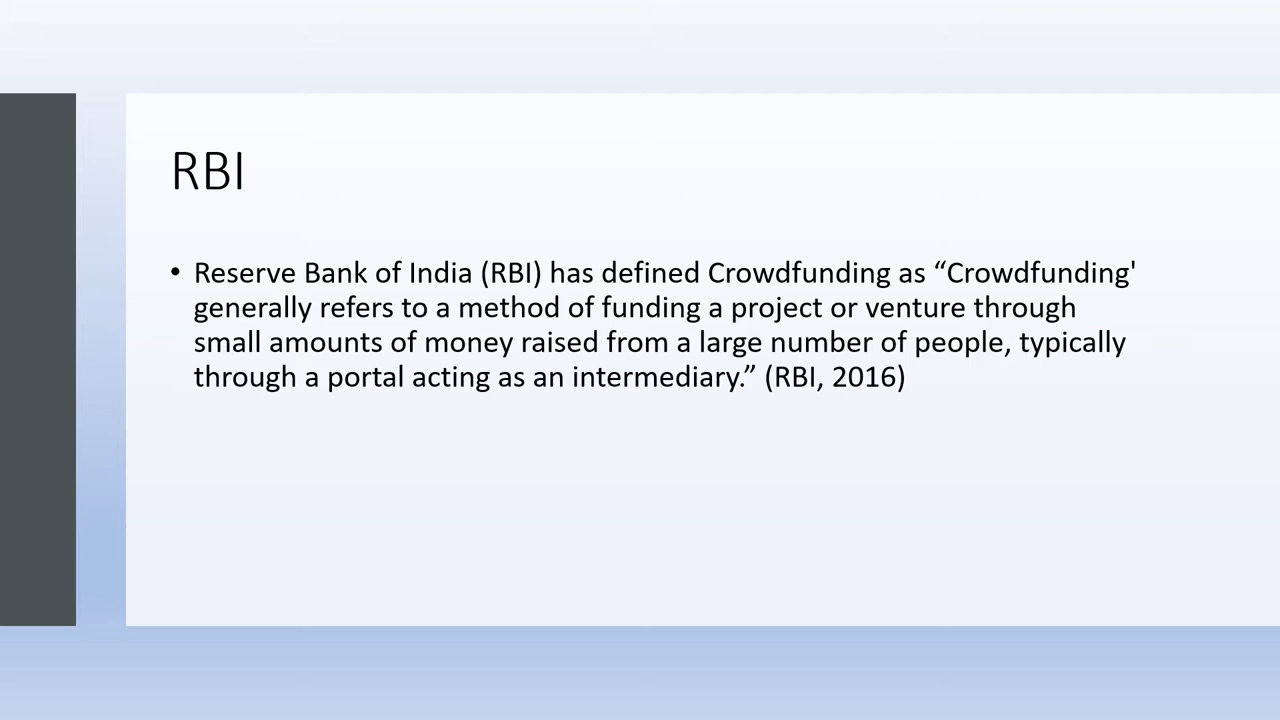 RBI
• Reserve Bank of India (RBI) has defined Crowdfunding as “Crowdfunding'
generally refers to a method of funding a project or venture through
small amounts of money raised from a large number of people, typically
through a portal acting as an intermediary.” (RBI, 2016)